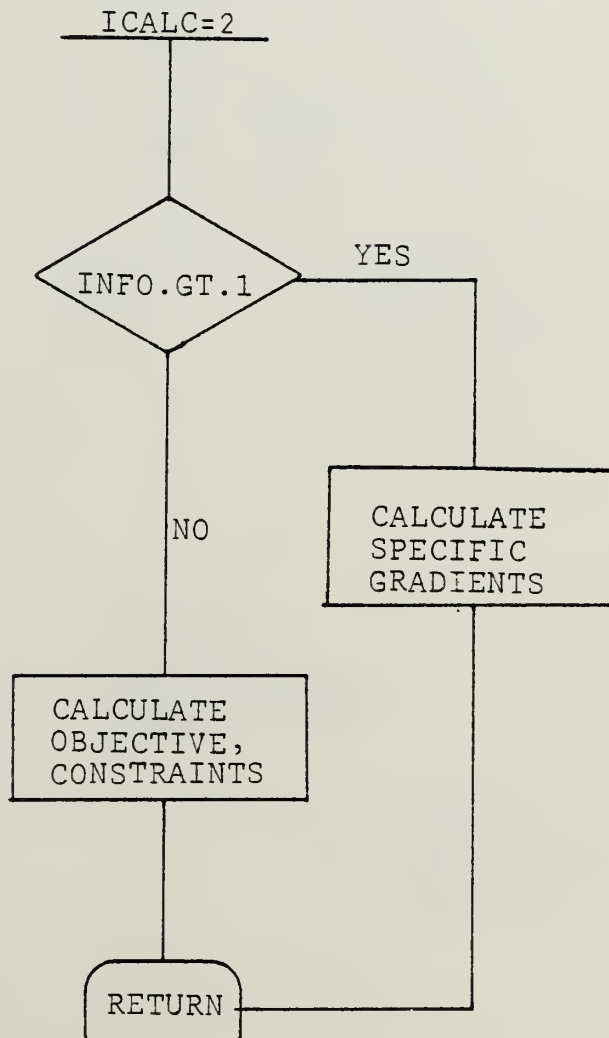 ICALC=2
INFO.GT.1
YES
NO
CALCULATE
SPECIFIC
GRADIENTS
CALCULATE
OBJECTIVE,
CONSTRAINTS
RETURN